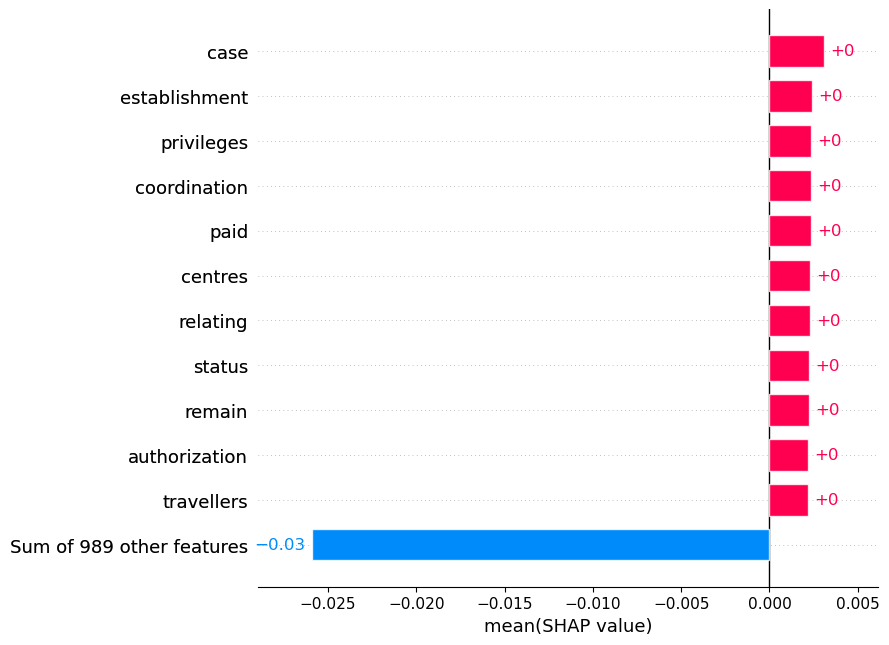 case +0
establishment +0
privileges +0
coordination +0
paid +0
centres +0
relating +0
status +0
remain +0
authorization +0
travellers +0
Sum of 989 other features −0.03
−0.025 −0.020 −0.015 −0.010 −0.005 0.000 0.005
mean(SHAP value)